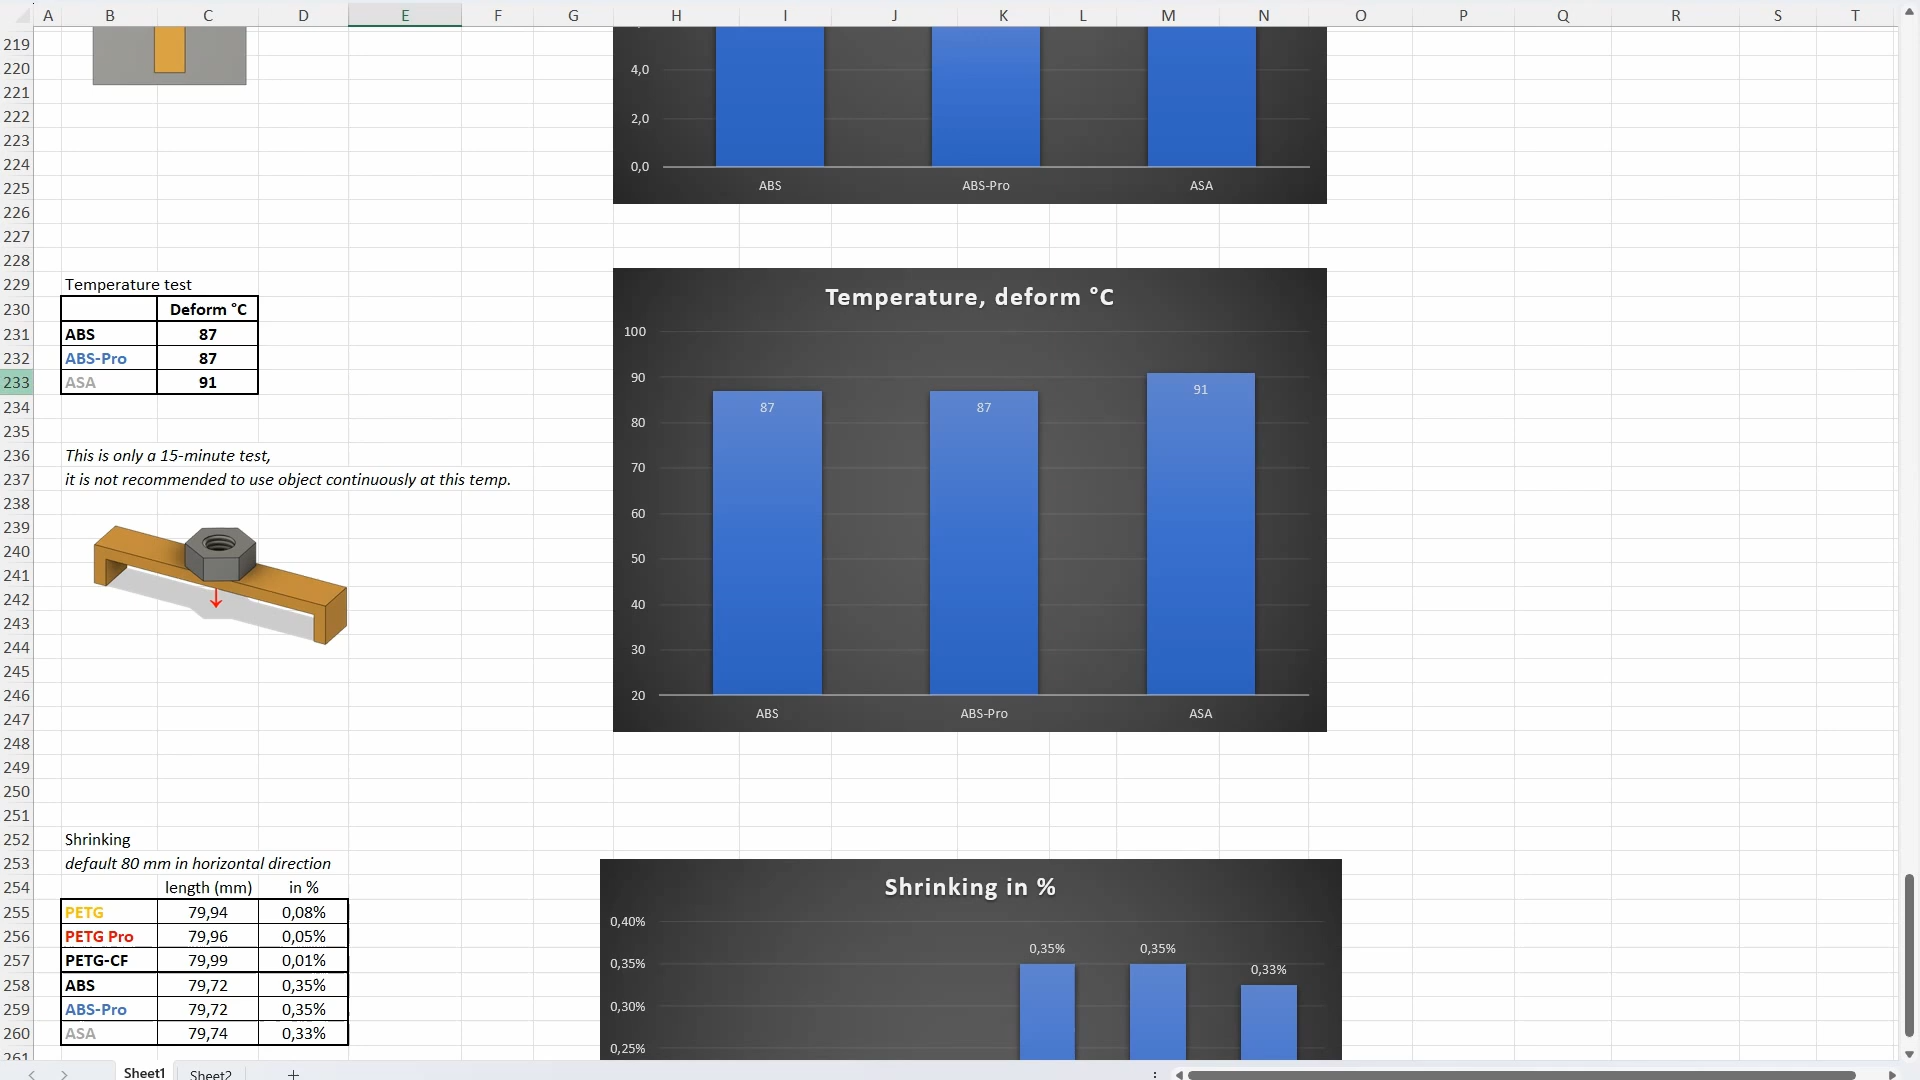 A B C D E F G H I J K L M N O P Q R S T
219
220
221
222
223
224
225
226
227
228
229
230
231
232
233
234
235
236
237
238
239
240
241
242
243
244
245
246
247
248
249
250
251
252
253
254
255
256
257
258
259
260
261
4,0
2,0
0,0
ABS ABS-Pro ASA
Temperature test
Deform °C
ABS 87
ABS-Pro 87
ASA 91
This is only a 15-minute test,
it is not recommended to use object continuously at this temp.
Temperature, deform °C
100
90
80
70
60
50
40
30
20
87 87 91
ABS ABS-Pro ASA
Shrinking
default 80 mm in horizontal direction
length (mm) in %
PETG 79,94 0,08%
PETG Pro 79,96 0,05%
PETG-CF 79,99 0,01%
ABS 79,72 0,35%
ABS-Pro 79,72 0,35%
ASA 79,74 0,33%
Shrinking in %
0,40%
0,35%
0,30%
0,25%
0,35% 0,35% 0,33%
Sheet1 Sheet2 +